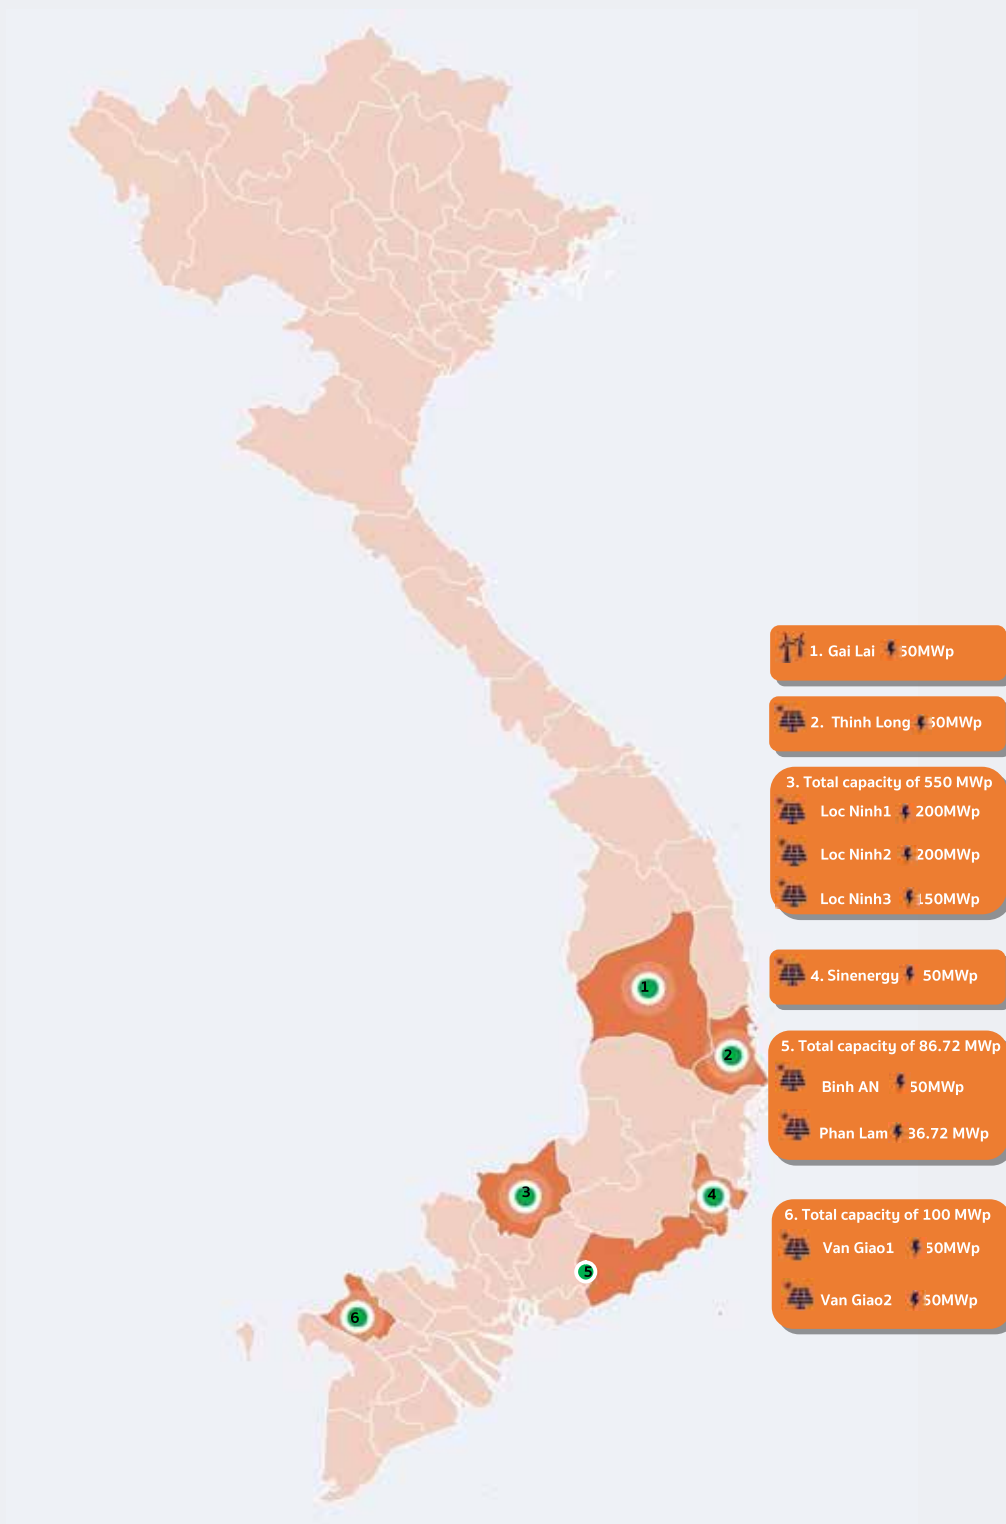 1. Gai Lai 50MWp
2. Thinh Long 50MWp
3. Total capacity of 550 MWp
Loc Ninh1 200MWp
Loc Ninh2 200MWp
Loc Ninh3 150MWp
1
4. Sinenergy 50MWp
2
5. Total capacity of 86.72 MWp
Binh AN 50MWp
Phan Lam 36.72 MWp
3
4
6. Total capacity of 100 MWp
Van Giao1 50MWp
5
Van Giao2 50MWp
6